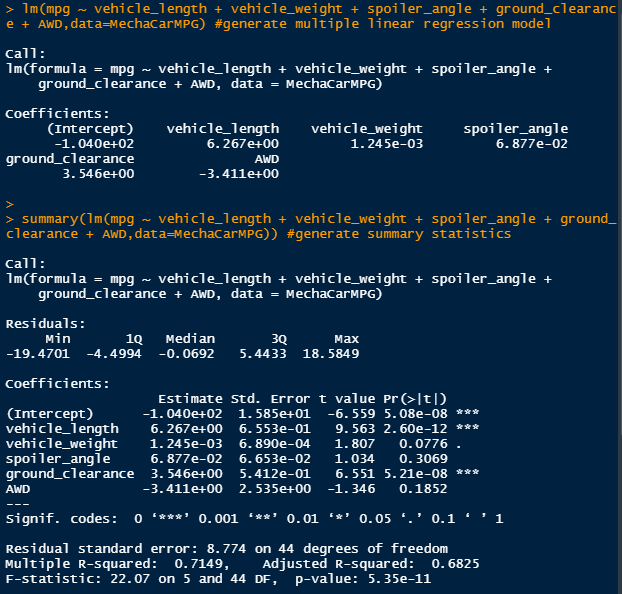 > lm(mpg ~ vehicle_length + vehicle_weight + spoiler_angle + ground_clearanc
e + AWD,data=MechaCarMPG) #generate multiple linear regression model
Call:
lm(formula = mpg ~ vehicle_length + vehicle_weight + spoiler_angle +
    ground_clearance + AWD, data = MechaCarMPG)
Coefficients:
     (Intercept)    vehicle_length    vehicle_weight     spoiler_angle
      -1.040e+02         6.267e+00         1.245e-03         6.877e-02
ground_clearance               AWD
       3.546e+00        -3.411e+00
>
> summary(lm(mpg ~ vehicle_length + vehicle_weight + spoiler_angle + ground_
clearance + AWD,data=MechaCarMPG)) #generate summary statistics
Call:
lm(formula = mpg ~ vehicle_length + vehicle_weight + spoiler_angle +
    ground_clearance + AWD, data = MechaCarMPG)
Residuals:
     Min       1Q   Median       3Q      Max
-19.4701  -4.4994  -0.0692   5.4433  18.5849
Coefficients:
                   Estimate Std. Error t value Pr(>|t|)
(Intercept)      -1.040e+02  1.585e+01  -6.559 5.08e-08 ***
vehicle_length    6.267e+00  6.553e-01   9.563 2.60e-12 ***
vehicle_weight    1.245e-03  6.890e-04   1.807   0.0776 .
spoiler_angle     6.877e-02  6.653e-02   1.034   0.3069
ground_clearance  3.546e+00  5.412e-01   6.551 5.21e-08 ***
AWD              -3.411e+00  2.535e+00  -1.346   0.1852
---
Signif. codes:  0 ‘***’ 0.001 ‘**’ 0.01 ‘*’ 0.05 ‘.’ 0.1 ‘ ’ 1
Residual standard error: 8.774 on 44 degrees of freedom
Multiple R-squared:  0.7149,    Adjusted R-squared:  0.6825
F-statistic: 22.07 on 5 and 44 DF,  p-value: 5.35e-11